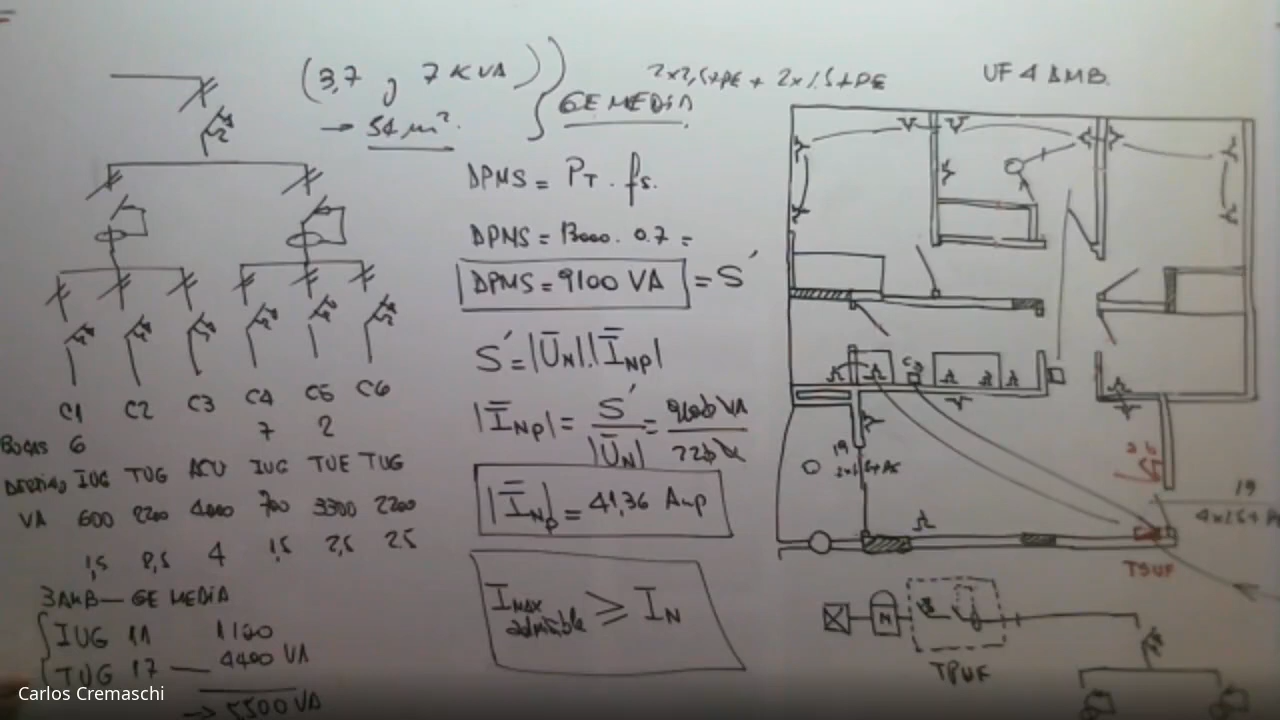 (3,7 y 7 KVA)
→ 54 m².
GE MEDIA
2x2,5+PE + 2x1.5+PE
UF 4 AMB.
DPMS = PT . fs.
DPMS = 13000. 0.7 =
DPMS = 9100 VA = S'
S' = |UN|.|INp|
|INp| = S' / |UN| = 9100 VA / 220 V
|INp| = 41,36 Amp
IMAX admisible ≥ IN
C1 C2 C3 C4 C5 C6
BOCAS 6 7 2
IUG TUG ACU IUG TUE TUG
VA 600 2200 4000 700 3300 2200
1,5 2,5 4 1,5 2,5 2.5
3AMB — GE MEDIA
IUG 11 1100
TUG 17 — 4400 VA
→ 5500 VA
C3
19
19
TSUF
M
TPUF
Carlos Cremaschi